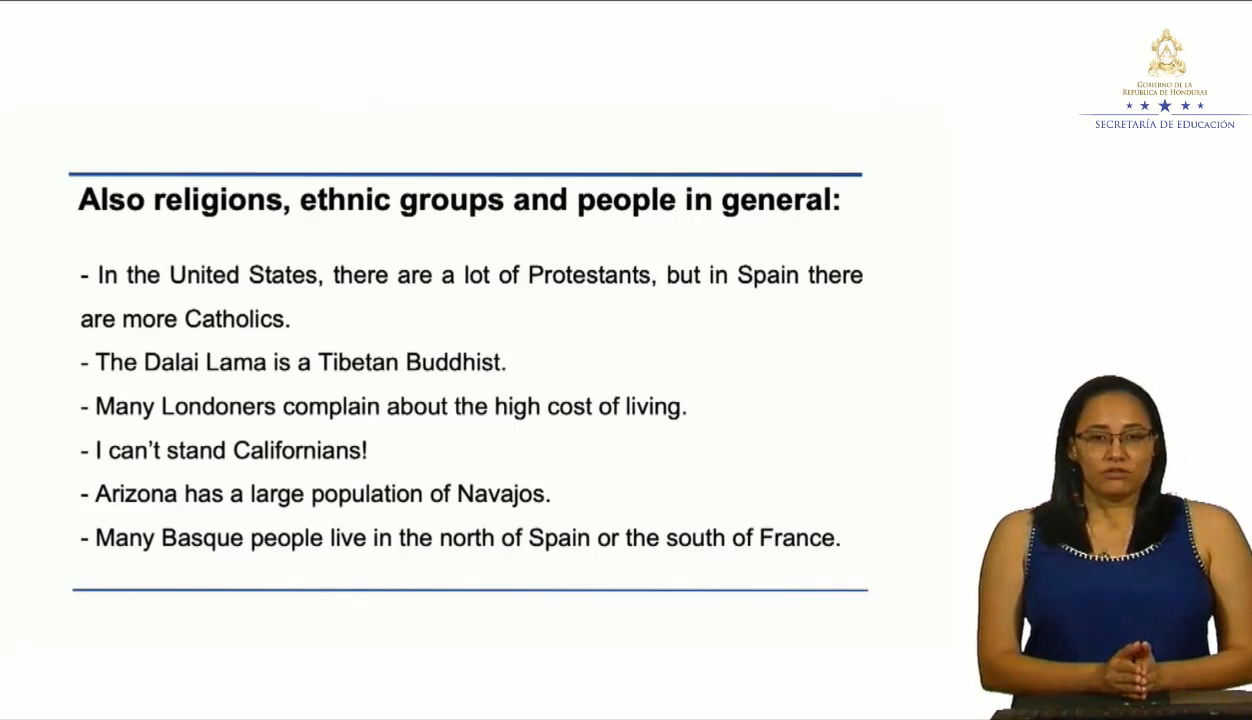 GOBIERNO DE LA
REPÚBLICA DE HONDURAS
SECRETARÍA DE EDUCACIÓN
Also religions, ethnic groups and people in general:
- In the United States, there are a lot of Protestants, but in Spain there
are more Catholics.
- The Dalai Lama is a Tibetan Buddhist.
- Many Londoners complain about the high cost of living.
- I can’t stand Californians!
- Arizona has a large population of Navajos.
- Many Basque people live in the north of Spain or the south of France.